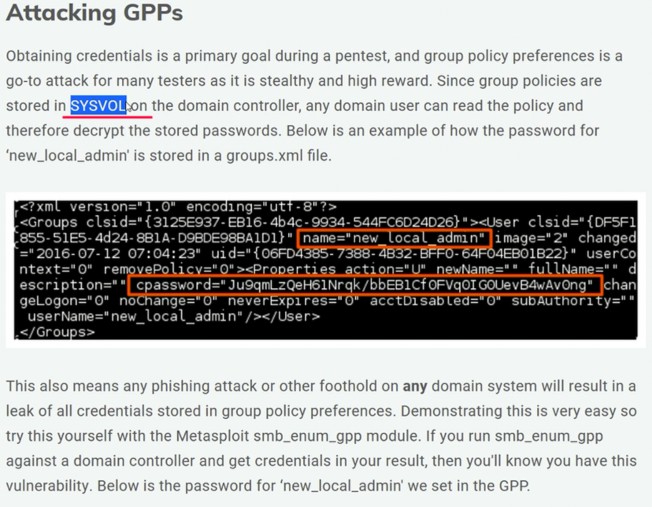 Attacking GPPs
Obtaining credentials is a primary goal during a pentest, and group policy preferences is a
go-to attack for many testers as it is stealthy and high reward. Since group policies are
stored in SYSVOL on the domain controller, any domain user can read the policy and
therefore decrypt the stored passwords. Below is an example of how the password for
‘new_local_admin' is stored in a groups.xml file.
<?xml version="1.0" encoding="utf-8"?>
<Groups clsid="{3125E937-EB16-4b4c-9934-544FC6D24D26}"><User clsid="{DF5F1
855-51E5-4d24-8B1A-D9BDE98BA1D1}" name="new_local_admin" image="2" changed
="2016-07-12 07:04:23" uid="{06FD4385-7388-4B32-BFF0-64F04EB01B22}" userCo
ntext="0" removePolicy="0"><Properties action="U" newName="" fullName="" d
escription="" cpassword="Ju9qmLzQeH61Nrqk/bbEB1CfOFVqOIGOUevB4wAvOng" chan
geLogon="0" noChange="0" neverExpires="0" acctDisabled="0" subAuthority=""
userName="new_local_admin"/></User>
</Groups>
This also means any phishing attack or other foothold on any domain system will result in a
leak of all credentials stored in group policy preferences. Demonstrating this is very easy so
try this yourself with the Metasploit smb_enum_gpp module. If you run smb_enum_gpp
against a domain controller and get credentials in your result, then you'll know you have this
vulnerability. Below is the password for ‘new_local_admin' we set in the GPP.